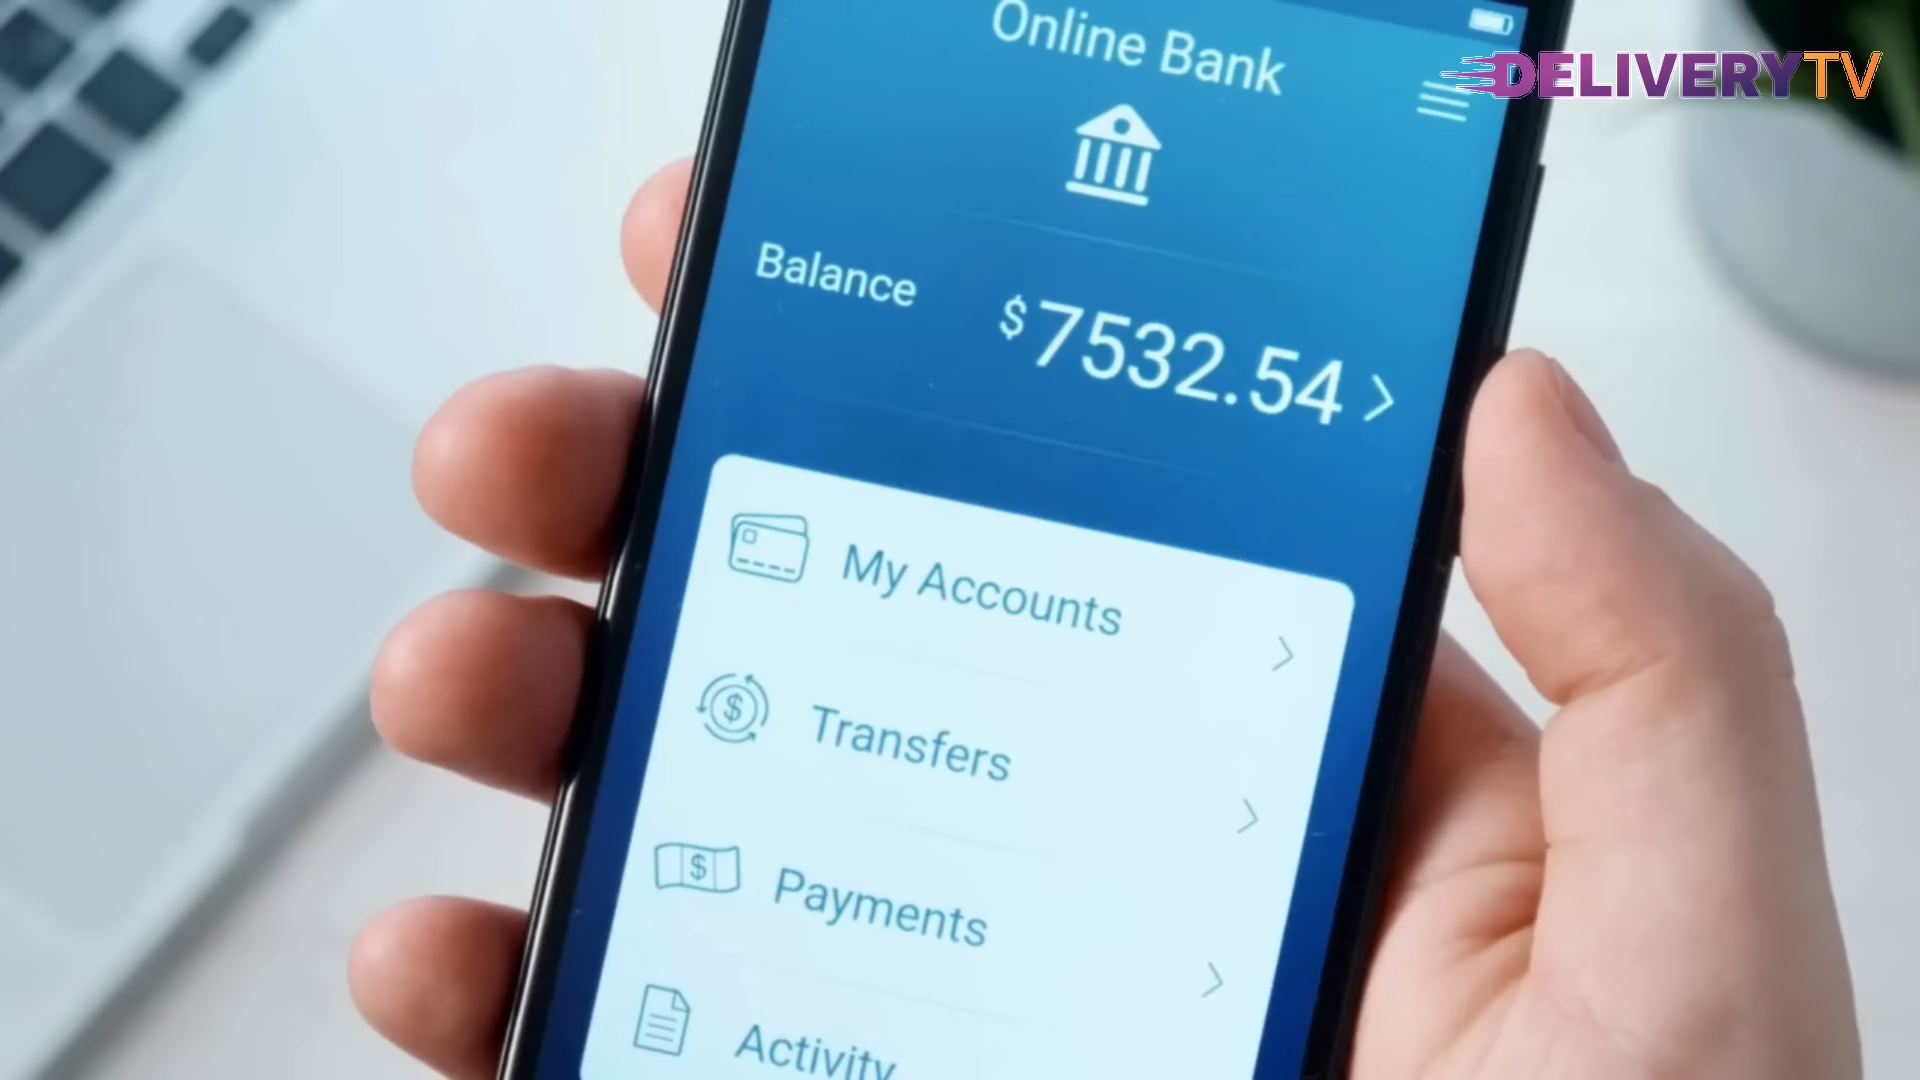 Online Bank
DELIVERYTV
Balance
$7532.54
My Accounts
Transfers
Payments
Activity